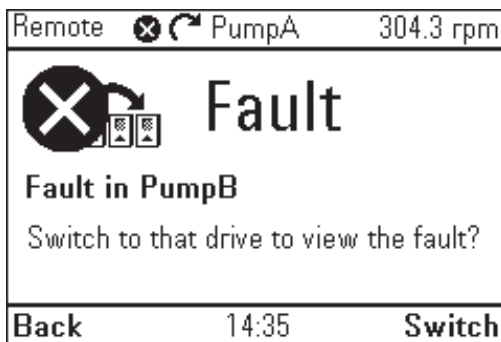 Remote PumpA 304.3 rpm
Fault
Fault in PumpB
Switch to that drive to view the fault?
Back 14:35 Switch